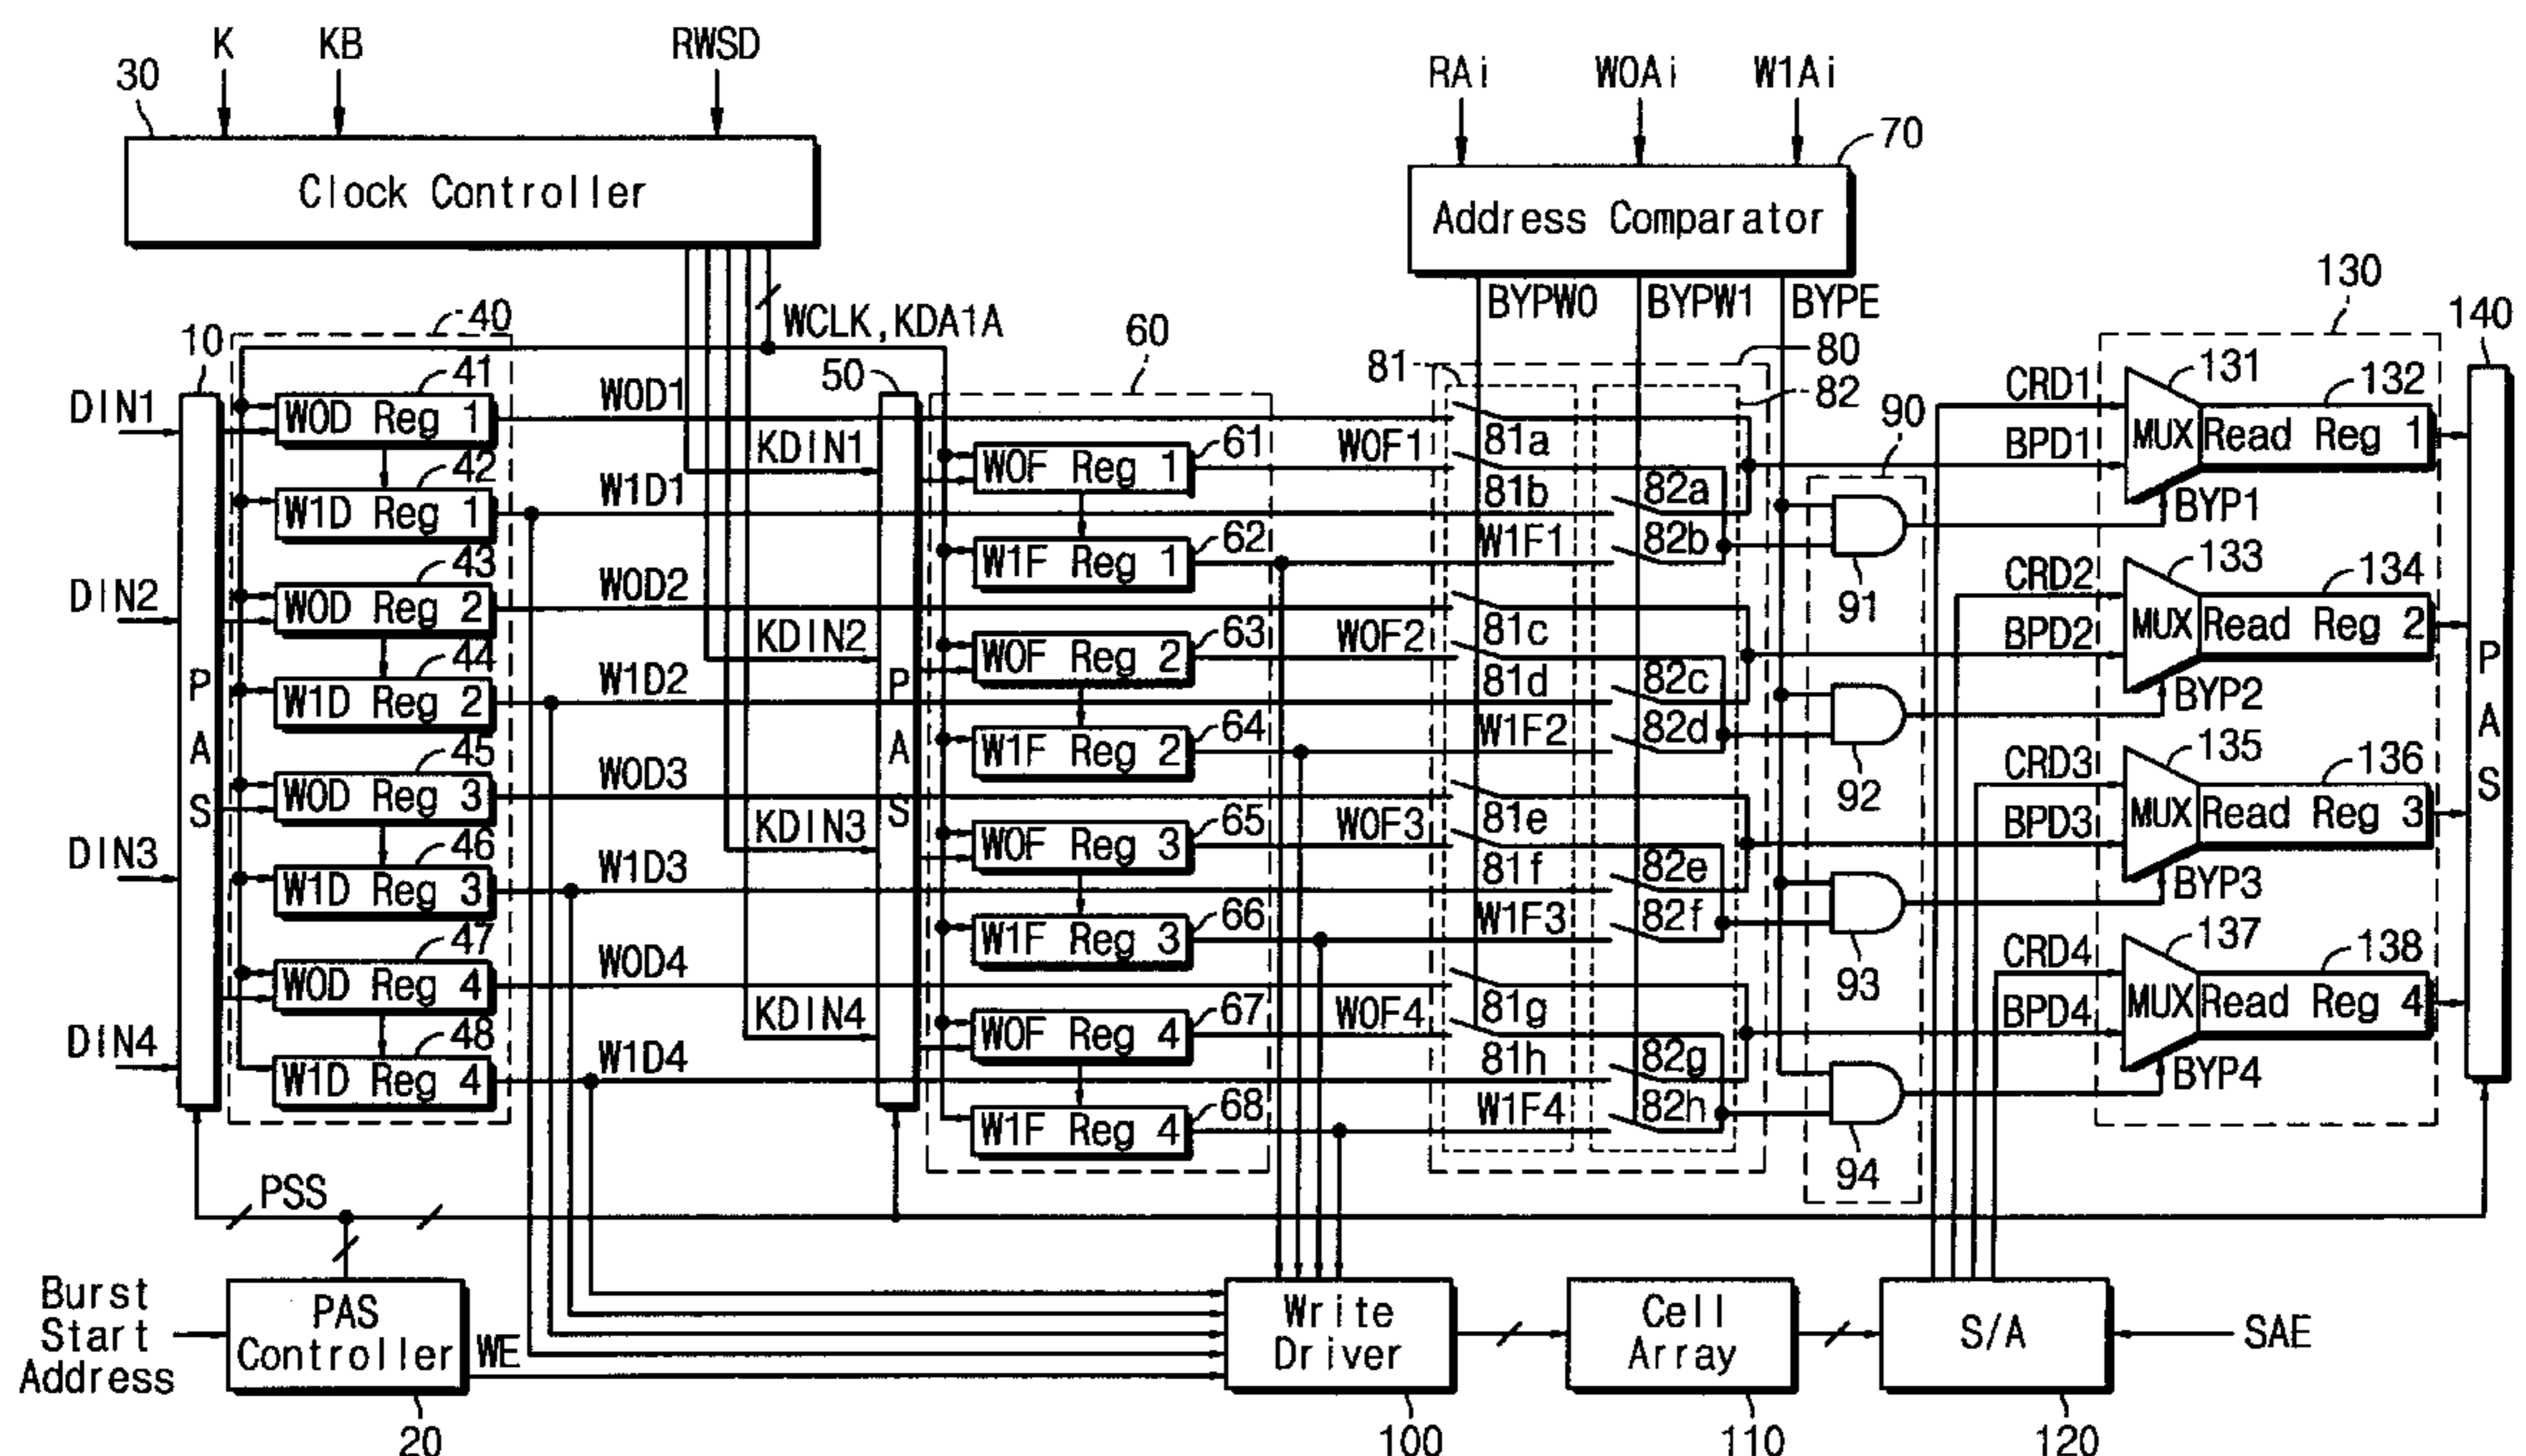 K KB RWSD
30
RAi W0Ai W1Ai
70
Clock Controller
Address Comparator
BYPW0 BYPW1 BYPE
WCLK,KDA1A
10 40 50 60 81 80 82 90 130 140
DIN1
W0D Reg 1 41
W0D1
KDIN1
W0F Reg 1 61
W0F1
81a
CRD1
BPD1
131
MUX
132
Read Reg 1
BYP1
W1D Reg 1 42
W1D1
81b
82a
W1F Reg 1 62
W1F1
82b
91
DIN2
W0D Reg 2 43
W0D2
KDIN2
W0F Reg 2 63
W0F2
81c
CRD2
BPD2
133
MUX
134
Read Reg 2
BYP2
W1D Reg 2 44
W1D2
81d
82c
W1F Reg 2 64
W1F2
82d
92
PAS
PAS
PAS
DIN3
W0D Reg 3 45
W0D3
KDIN3
W0F Reg 3 65
W0F3
81e
CRD3
BPD3
135
MUX
136
Read Reg 3
BYP3
W1D Reg 3 46
W1D3
81f
82e
W1F Reg 3 66
W1F3
82f
93
DIN4
W0D Reg 4 47
W0D4
KDIN4
W0F Reg 4 67
W0F4
81g
CRD4
BPD4
137
MUX
138
Read Reg 4
BYP4
W1D Reg 4 48
W1D4
81h
82g
W1F Reg 4 68
W1F4
82h
94
PSS
Burst
Start
Address
PAS
Controller
WE
20
Write
Driver
100
Cell
Array
110
S/A
120
SAE